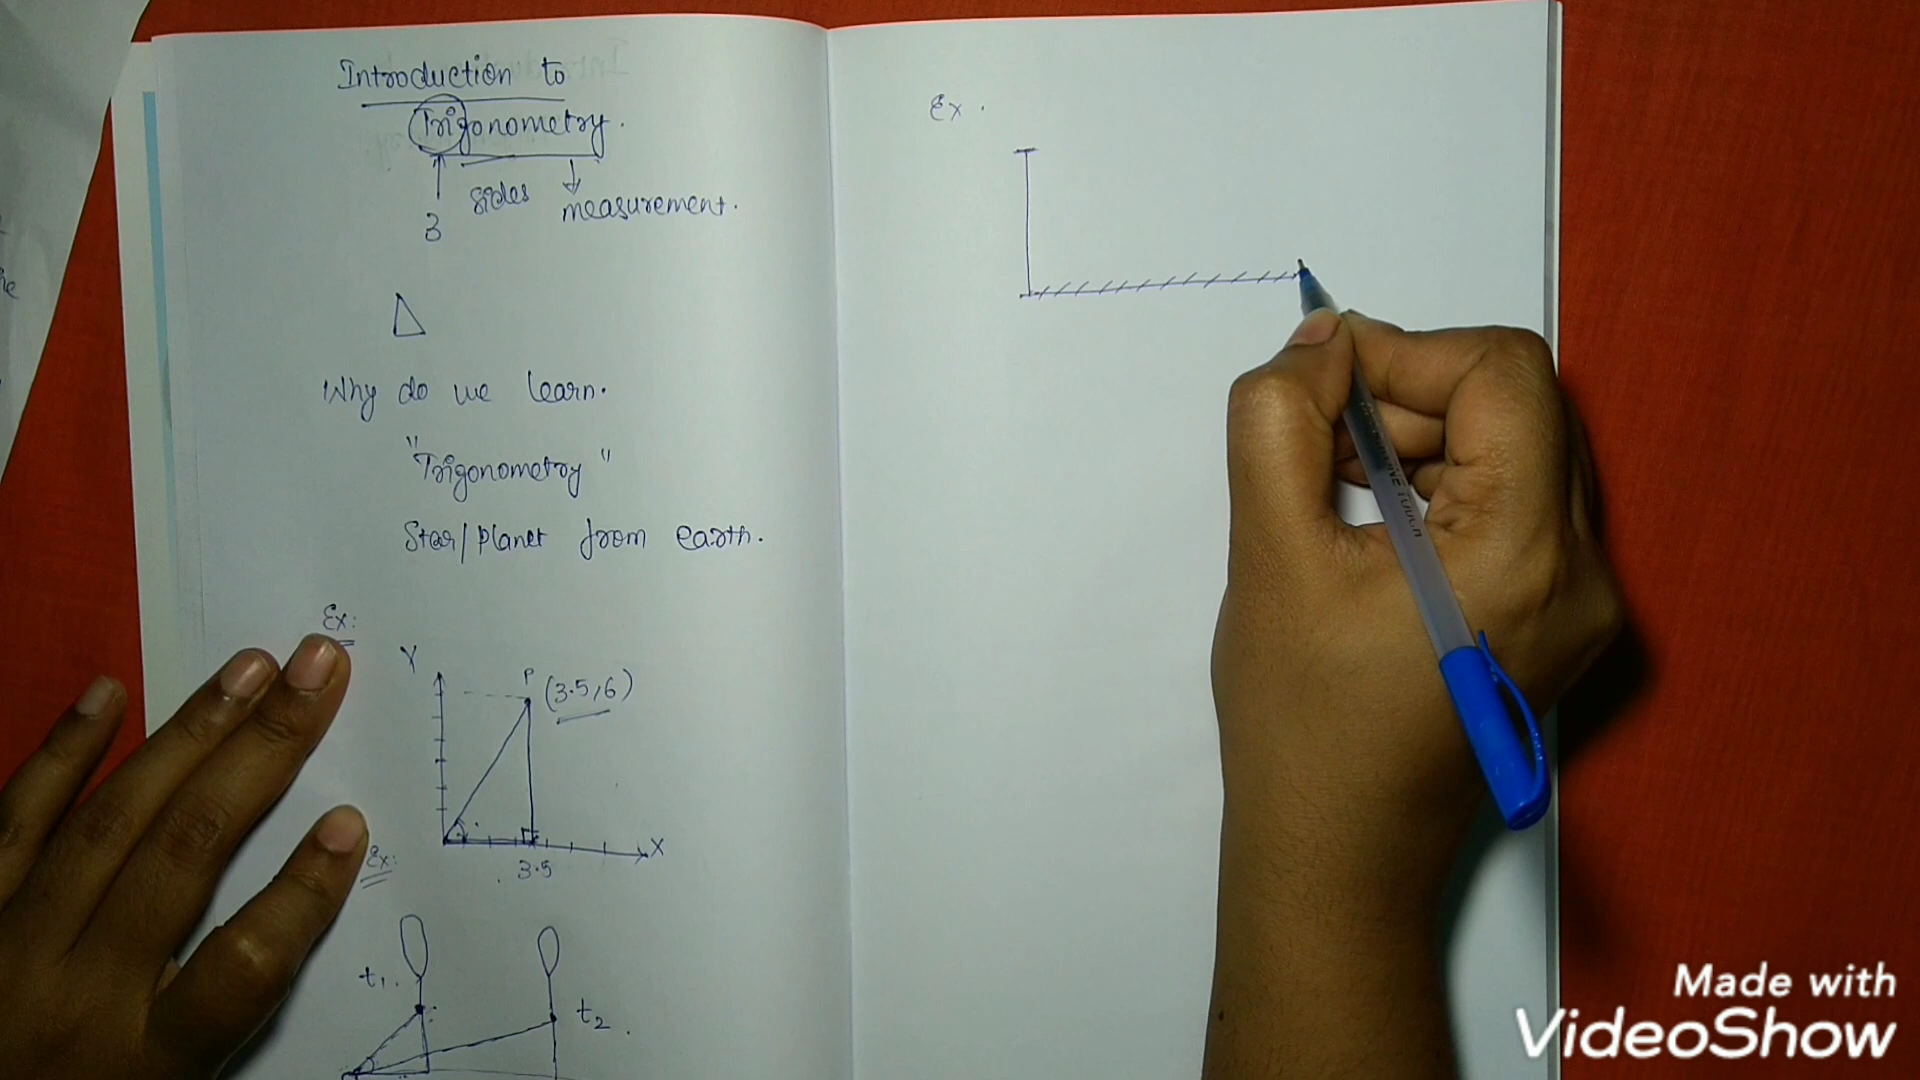 Introduction to
Trigonometry.
3
sides
measurement.
Why do we learn.
"Trigonometry"
Star/planet from earth.
Ex:
Y
P
(3.5,6)
X
3.5
Ex:
t1.
t2.
Ex.
Made with
VideoShow